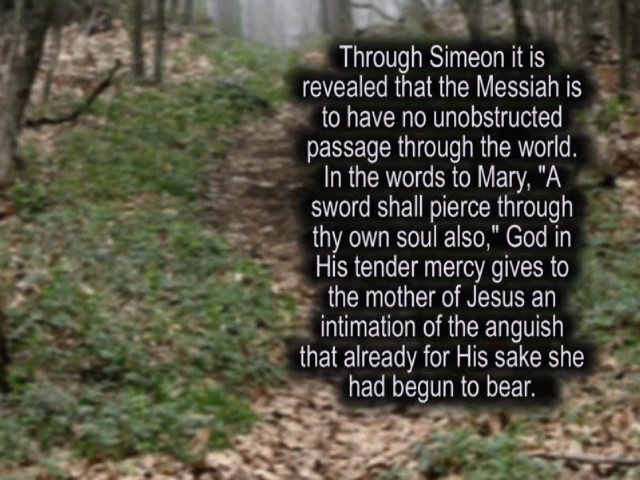 Through Simeon it is
revealed that the Messiah is
to have no unobstructed
passage through the world.
In the words to Mary, "A
sword shall pierce through
thy own soul also," God in
His tender mercy gives to
the mother of Jesus an
intimation of the anguish
that already for His sake she
had begun to bear.